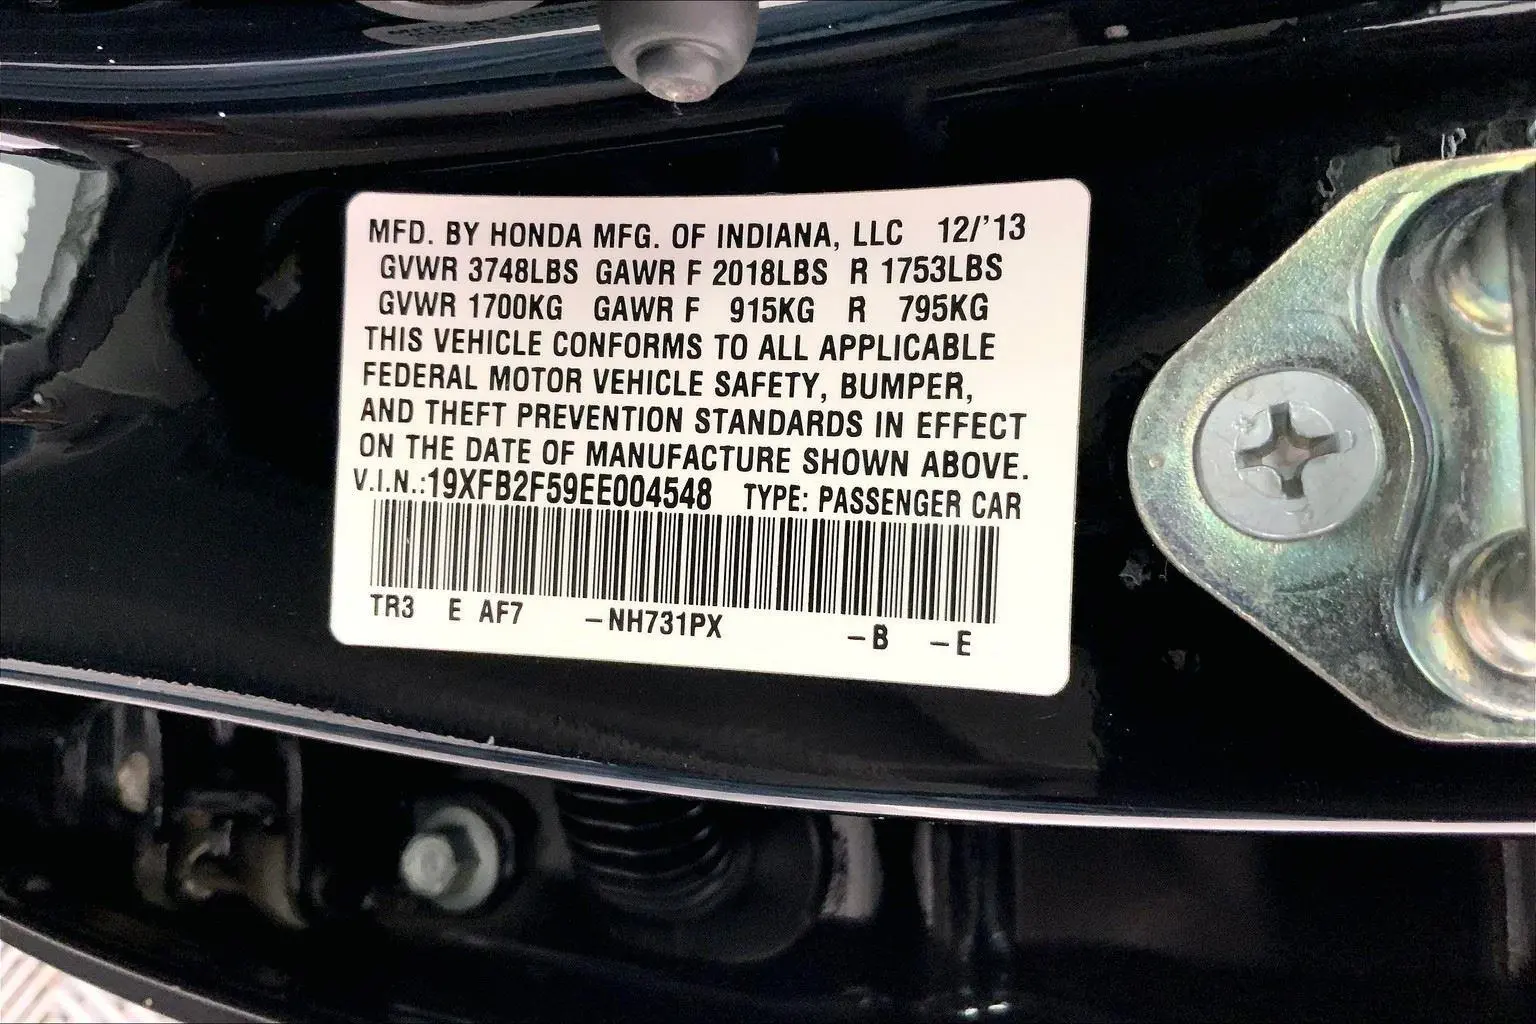 MFD. BY HONDA MFG. OF INDIANA, LLC 12/'13
GVWR 3748LBS GAWR F 2018LBS R 1753LBS
GVWR 1700KG GAWR F 915KG R 795KG
THIS VEHICLE CONFORMS TO ALL APPLICABLE
FEDERAL MOTOR VEHICLE SAFETY, BUMPER,
AND THEFT PREVENTION STANDARDS IN EFFECT
ON THE DATE OF MANUFACTURE SHOWN ABOVE.
V.I.N.:19XFB2F59EE004548 TYPE: PASSENGER CAR
TR3 E AF7 -NH731PX -B -E